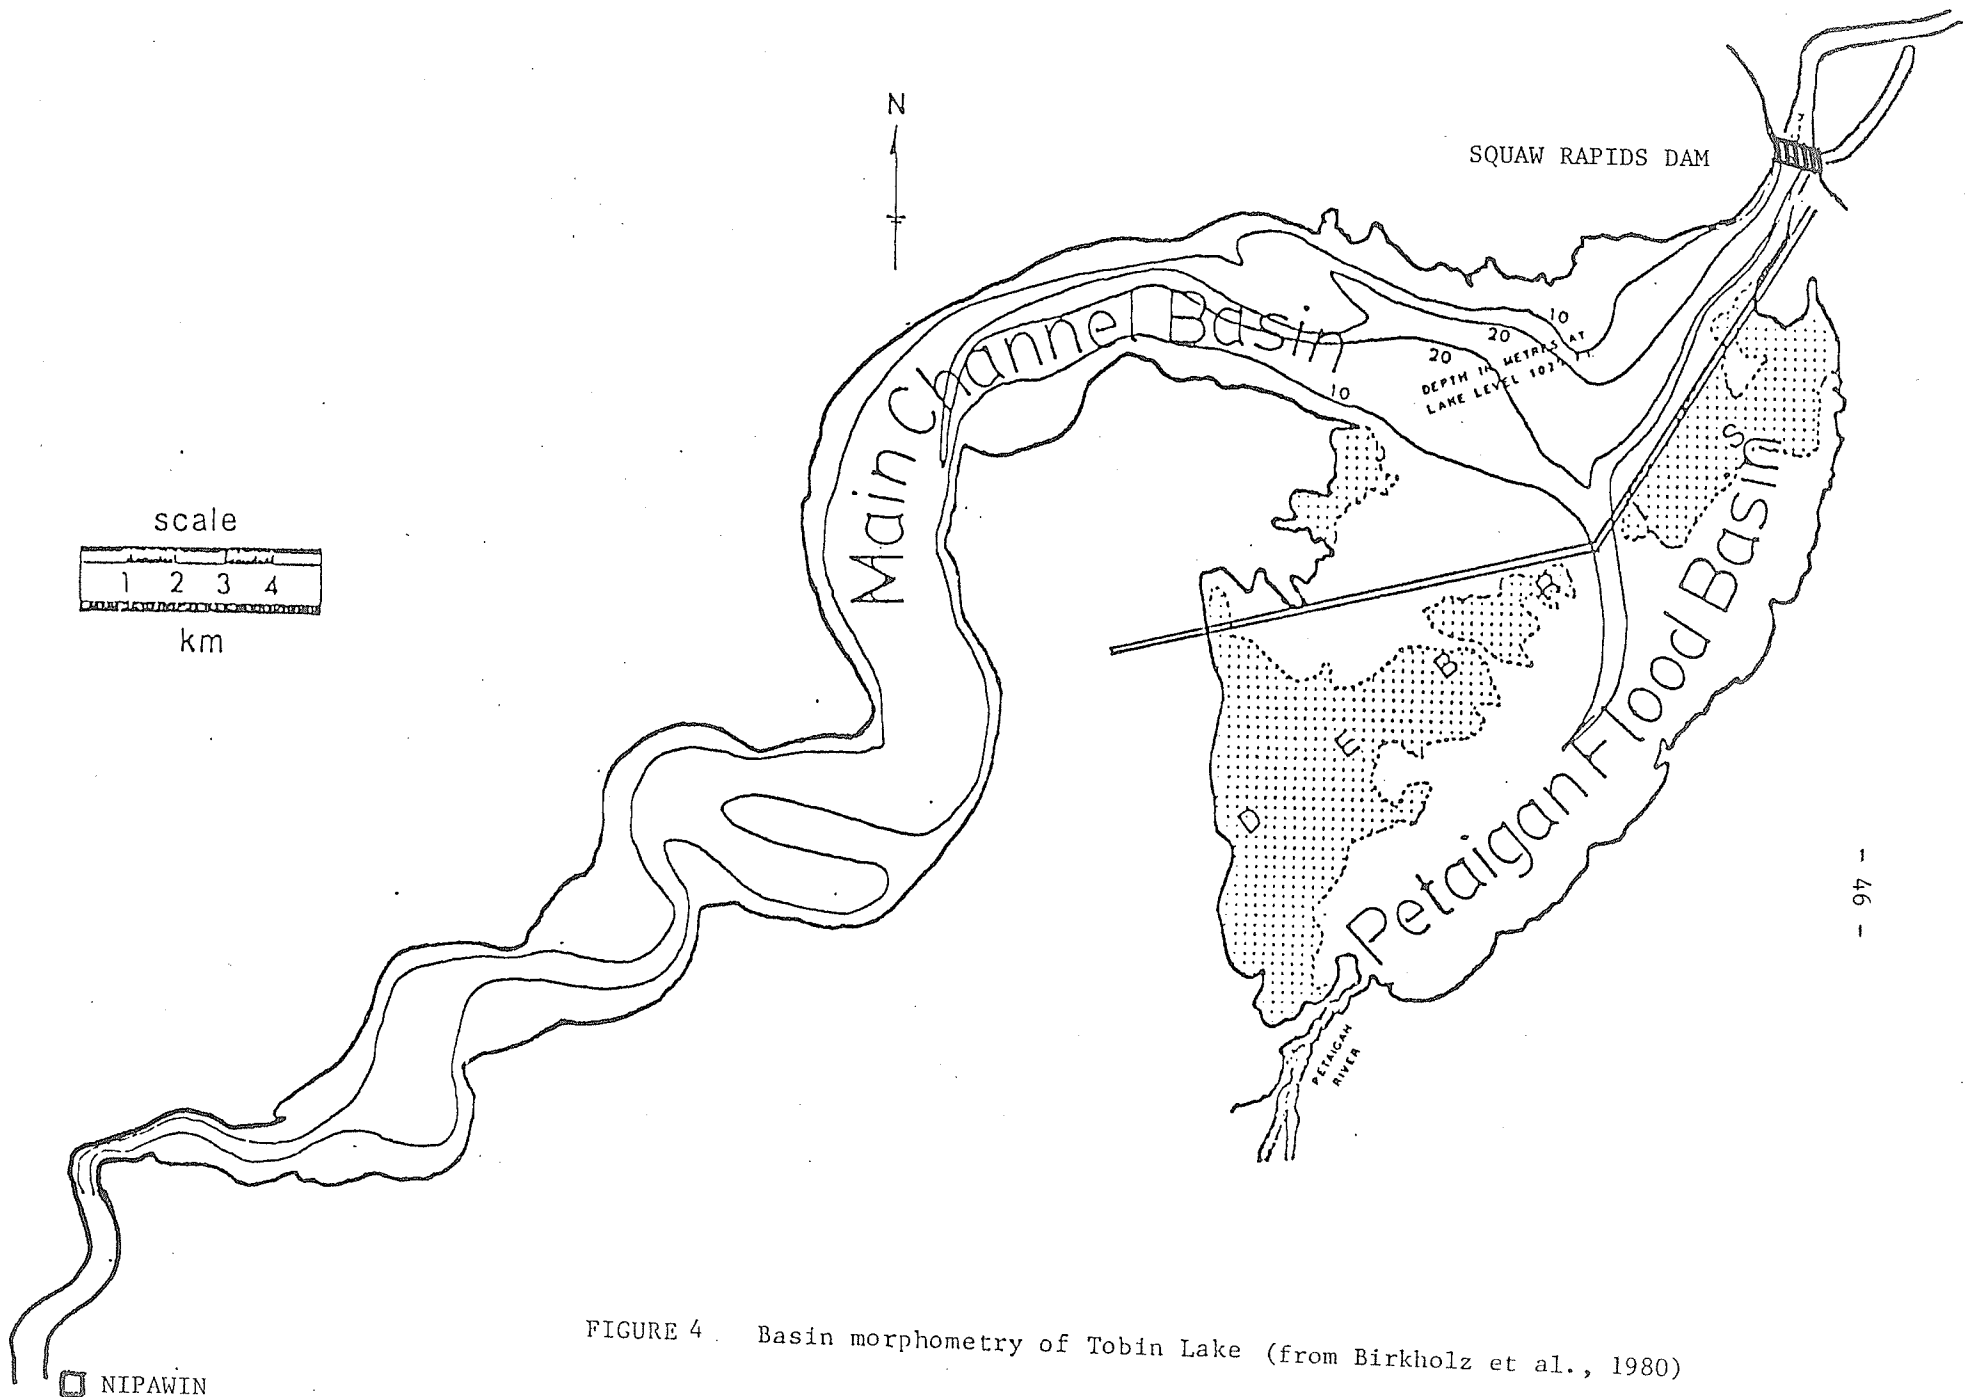 N
SQUAW RAPIDS DAM
Main Channel Basin
10
20
20
DEPTH IN METRES AT
LAKE LEVEL
10
scale
1 2 3 4
km
D E B R I S
Petaigan Flood Basin
PETAIGAN
RIVER
- 46 -
NIPAWIN
FIGURE 4. Basin morphometry of Tobin Lake (from Birkholz et al., 1980)